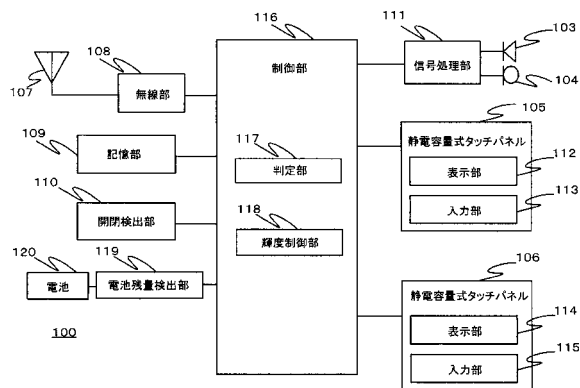 116
制御部
107
108
無線部
109
記憶部
110
開閉検出部
120
電池
119
電池残量検出部
100
117
判定部
118
輝度制御部
111
信号処理部
103
104
105
静電容量式タッチパネル
112
表示部
113
入力部
106
静電容量式タッチパネル
114
表示部
115
入力部